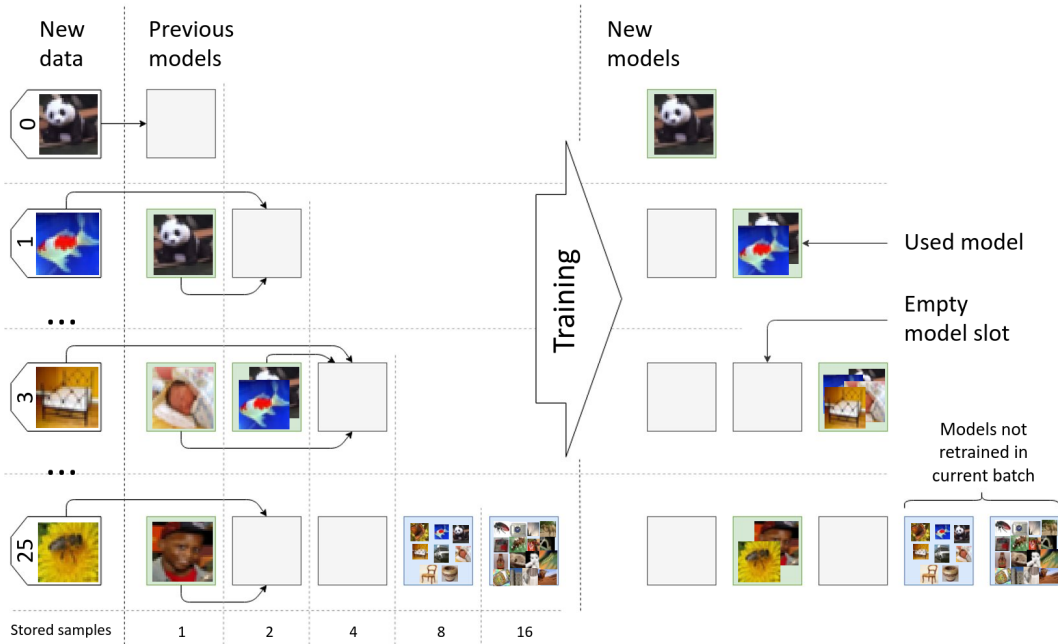 New
data
Previous
models
New
models
0
1
Used model
...
Training
Empty
model slot
3
...
Models not
retrained in
current batch
25
Stored samples
1
2
4
8
16